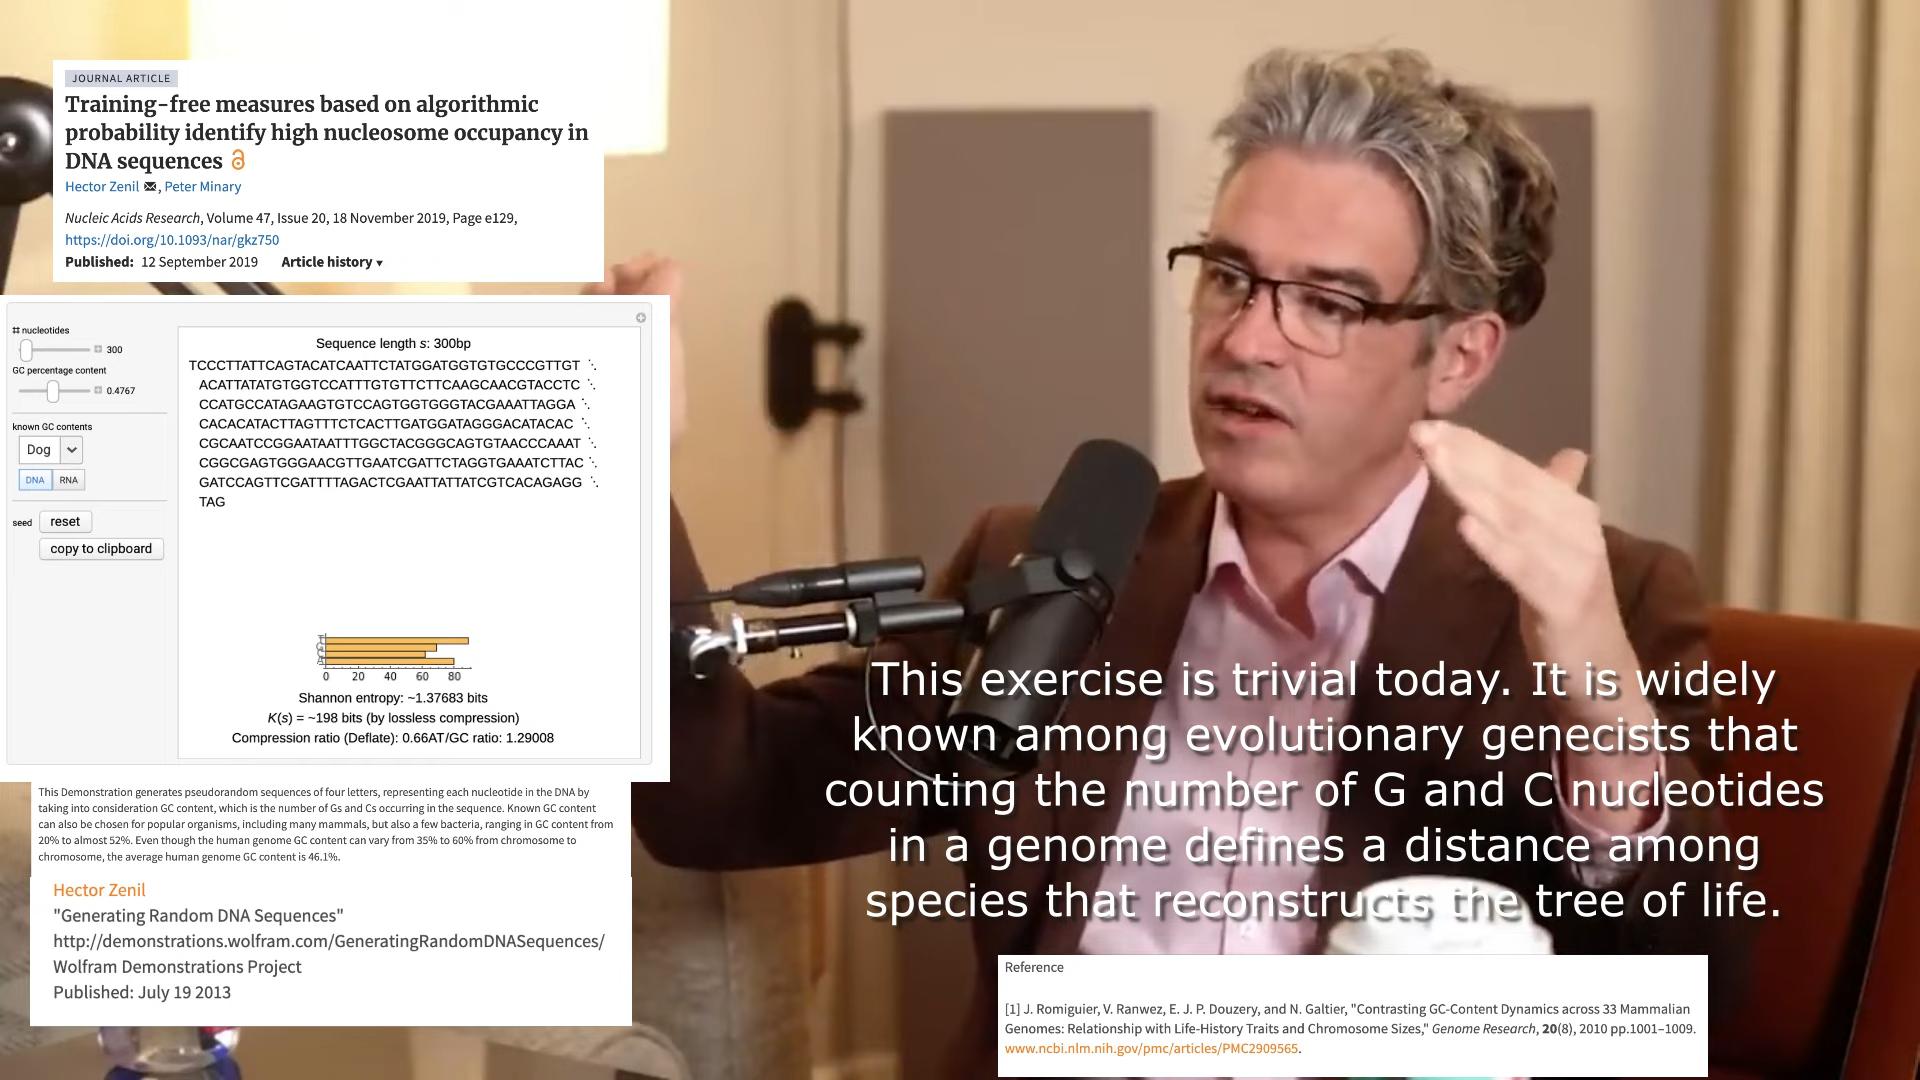 JOURNAL ARTICLE
Training-free measures based on algorithmic
probability identify high nucleosome occupancy in
DNA sequences
Hector Zenil, Peter Minary
Nucleic Acids Research, Volume 47, Issue 20, 18 November 2019, Page e129,
https://doi.org/10.1093/nar/gkz750
Published: 12 September 2019 Article history
# nucleotides
300
GC percentage content
0.4767
known GC contents
Dog
DNA RNA
seed reset
copy to clipboard
Sequence length s: 300bp
TCCCTTATTCAGTACATCAATTCTATGGATGGTGTGCCCGTTGT
ACATTATATGTGGTCCATTTGTGTTCTTCAAGCAACGTACCTC
CCATGCCATAGAAGTGTCCAGTGGTGGGTACGAAATTAGGA
CACACATACTTAGTTTCTCACTTGATGGATAGGGACATACAC
CGCAATCCGGAATAATTTGGCTACGGGCAGTGTAACCCAAAT
CGGCGAGTGGGAACGTTGAATCGATTCTAGGTGAAATCTTAC
GATCCAGTTCGATTTTAGACTCGAATTATTATCGTCACAGAGG
TAG
T
G
C
A
0 20 40 60 80
Shannon entropy: ~1.37683 bits
K(s) = ~198 bits (by lossless compression)
Compression ratio (Deflate): 0.66AT/GC ratio: 1.29008
This Demonstration generates pseudorandom sequences of four letters, representing each nucleotide in the DNA by
taking into consideration GC content, which is the number of Gs and Cs occurring in the sequence. Known GC content
can also be chosen for popular organisms, including many mammals, but also a few bacteria, ranging in GC content from
20% to almost 52%. Even though the human genome GC content can vary from 35% to 60% from chromosome to
chromosome, the average human genome GC content is 46.1%.
Hector Zenil
"Generating Random DNA Sequences"
http://demonstrations.wolfram.com/GeneratingRandomDNASequences/
Wolfram Demonstrations Project
Published: July 19 2013
This exercise is trivial today. It is widely
known among evolutionary genecists that
counting the number of G and C nucleotides
in a genome defines a distance among
species that reconstructs the tree of life.
Reference
[1] J. Romiguier, V. Ranwez, E. J. P. Douzery, and N. Galtier, "Contrasting GC-Content Dynamics across 33 Mammalian
Genomes: Relationship with Life-History Traits and Chromosome Sizes," Genome Research, 20(8), 2010 pp.1001–1009.
www.ncbi.nlm.nih.gov/pmc/articles/PMC2909565.